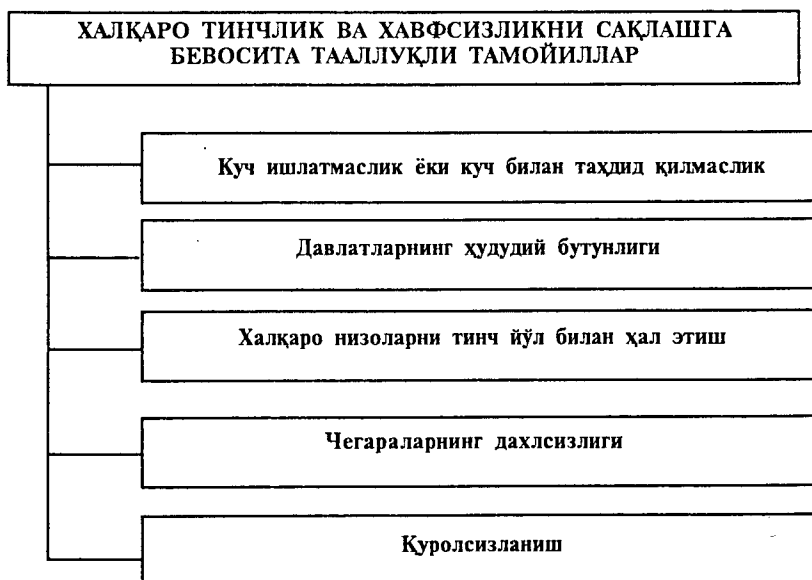 ХАЛҚАРО ТИНЧЛИК ВА ХАВФСИЗЛИКНИ САҚЛАШГА
БЕВОСИТА ТААЛЛУҚЛИ ТАМОЙИЛЛАР
Куч ишлатмаслик ёки куч билан таҳдид қилмаслик
Давлатларнинг ҳудудий бутунлиги
Халқаро низоларни тинч йўл билан ҳал этиш
Чегараларнинг дахлсизлиги
Қуролсизланиш